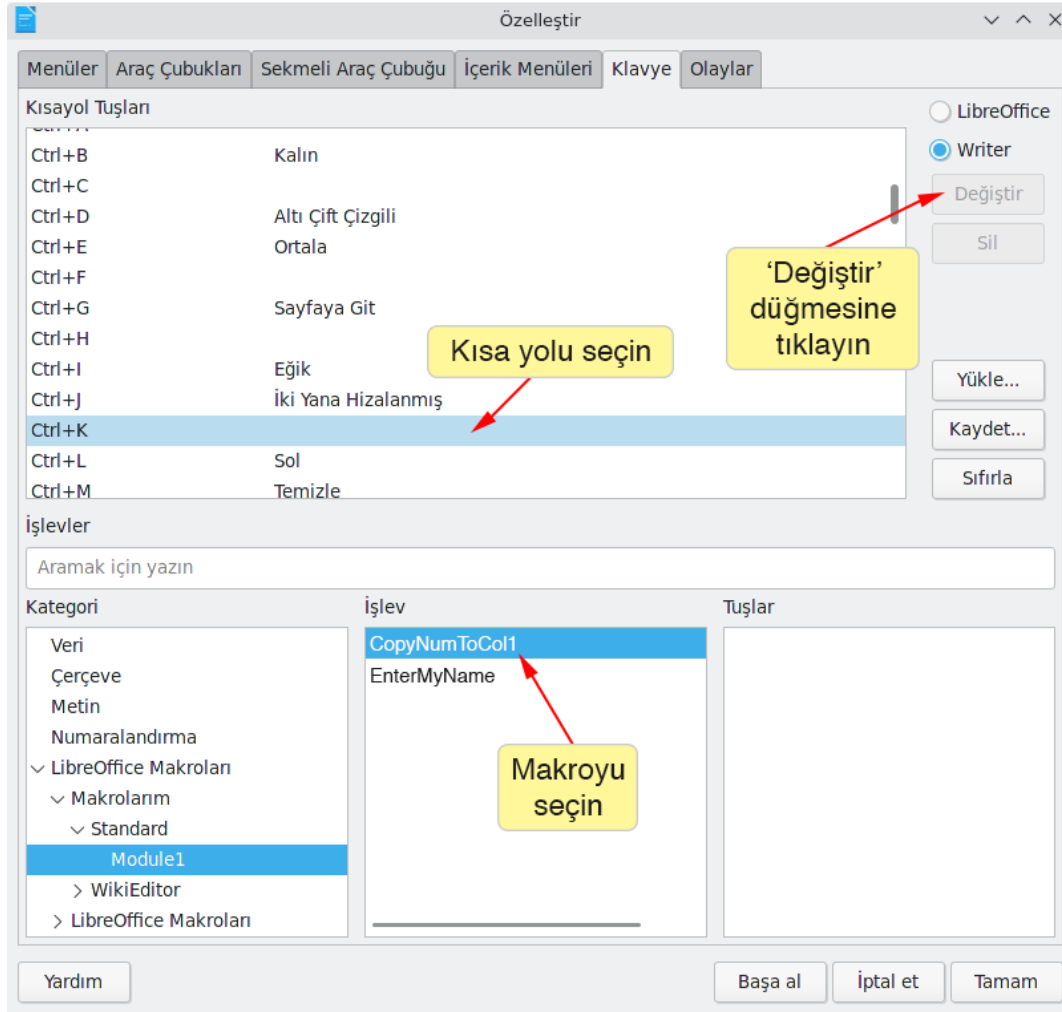 Özelleştir
Menüler Araç Çubukları Sekmeli Araç Çubuğu İçerik Menüleri Klavye Olaylar
Kısayol Tuşları
LibreOffice
Writer
Değiştir
Sil
Yükle...
Kaydet...
Sıfırla
Ctrl+A
Ctrl+B Kalın
Ctrl+C
Ctrl+D Altı Çift Çizgili
Ctrl+E Ortala
Ctrl+F
Ctrl+G Sayfaya Git
Ctrl+H
Ctrl+I Eğik
Ctrl+J İki Yana Hizalanmış
Ctrl+K
Ctrl+L Sol
Ctrl+M Temizle
‘Değiştir’
düğmesine
tıklayın
Kısa yolu seçin
İşlevler
Aramak için yazın
Kategori
Veri
Çerçeve
Metin
Numaralandırma
LibreOffice Makroları
Makrolarım
Standard
Module1
WikiEditor
LibreOffice Makroları
İşlev
CopyNumToCol1
EnterMyName
Makroyu
seçin
Tuşlar
Yardım Başa al İptal et Tamam